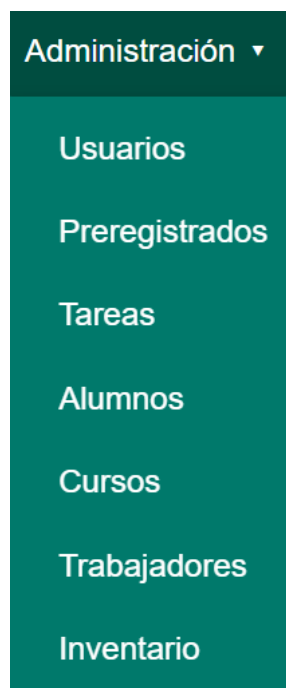 Administración ▼
Usuarios
Preregistrados
Tareas
Alumnos
Cursos
Trabajadores
Inventario